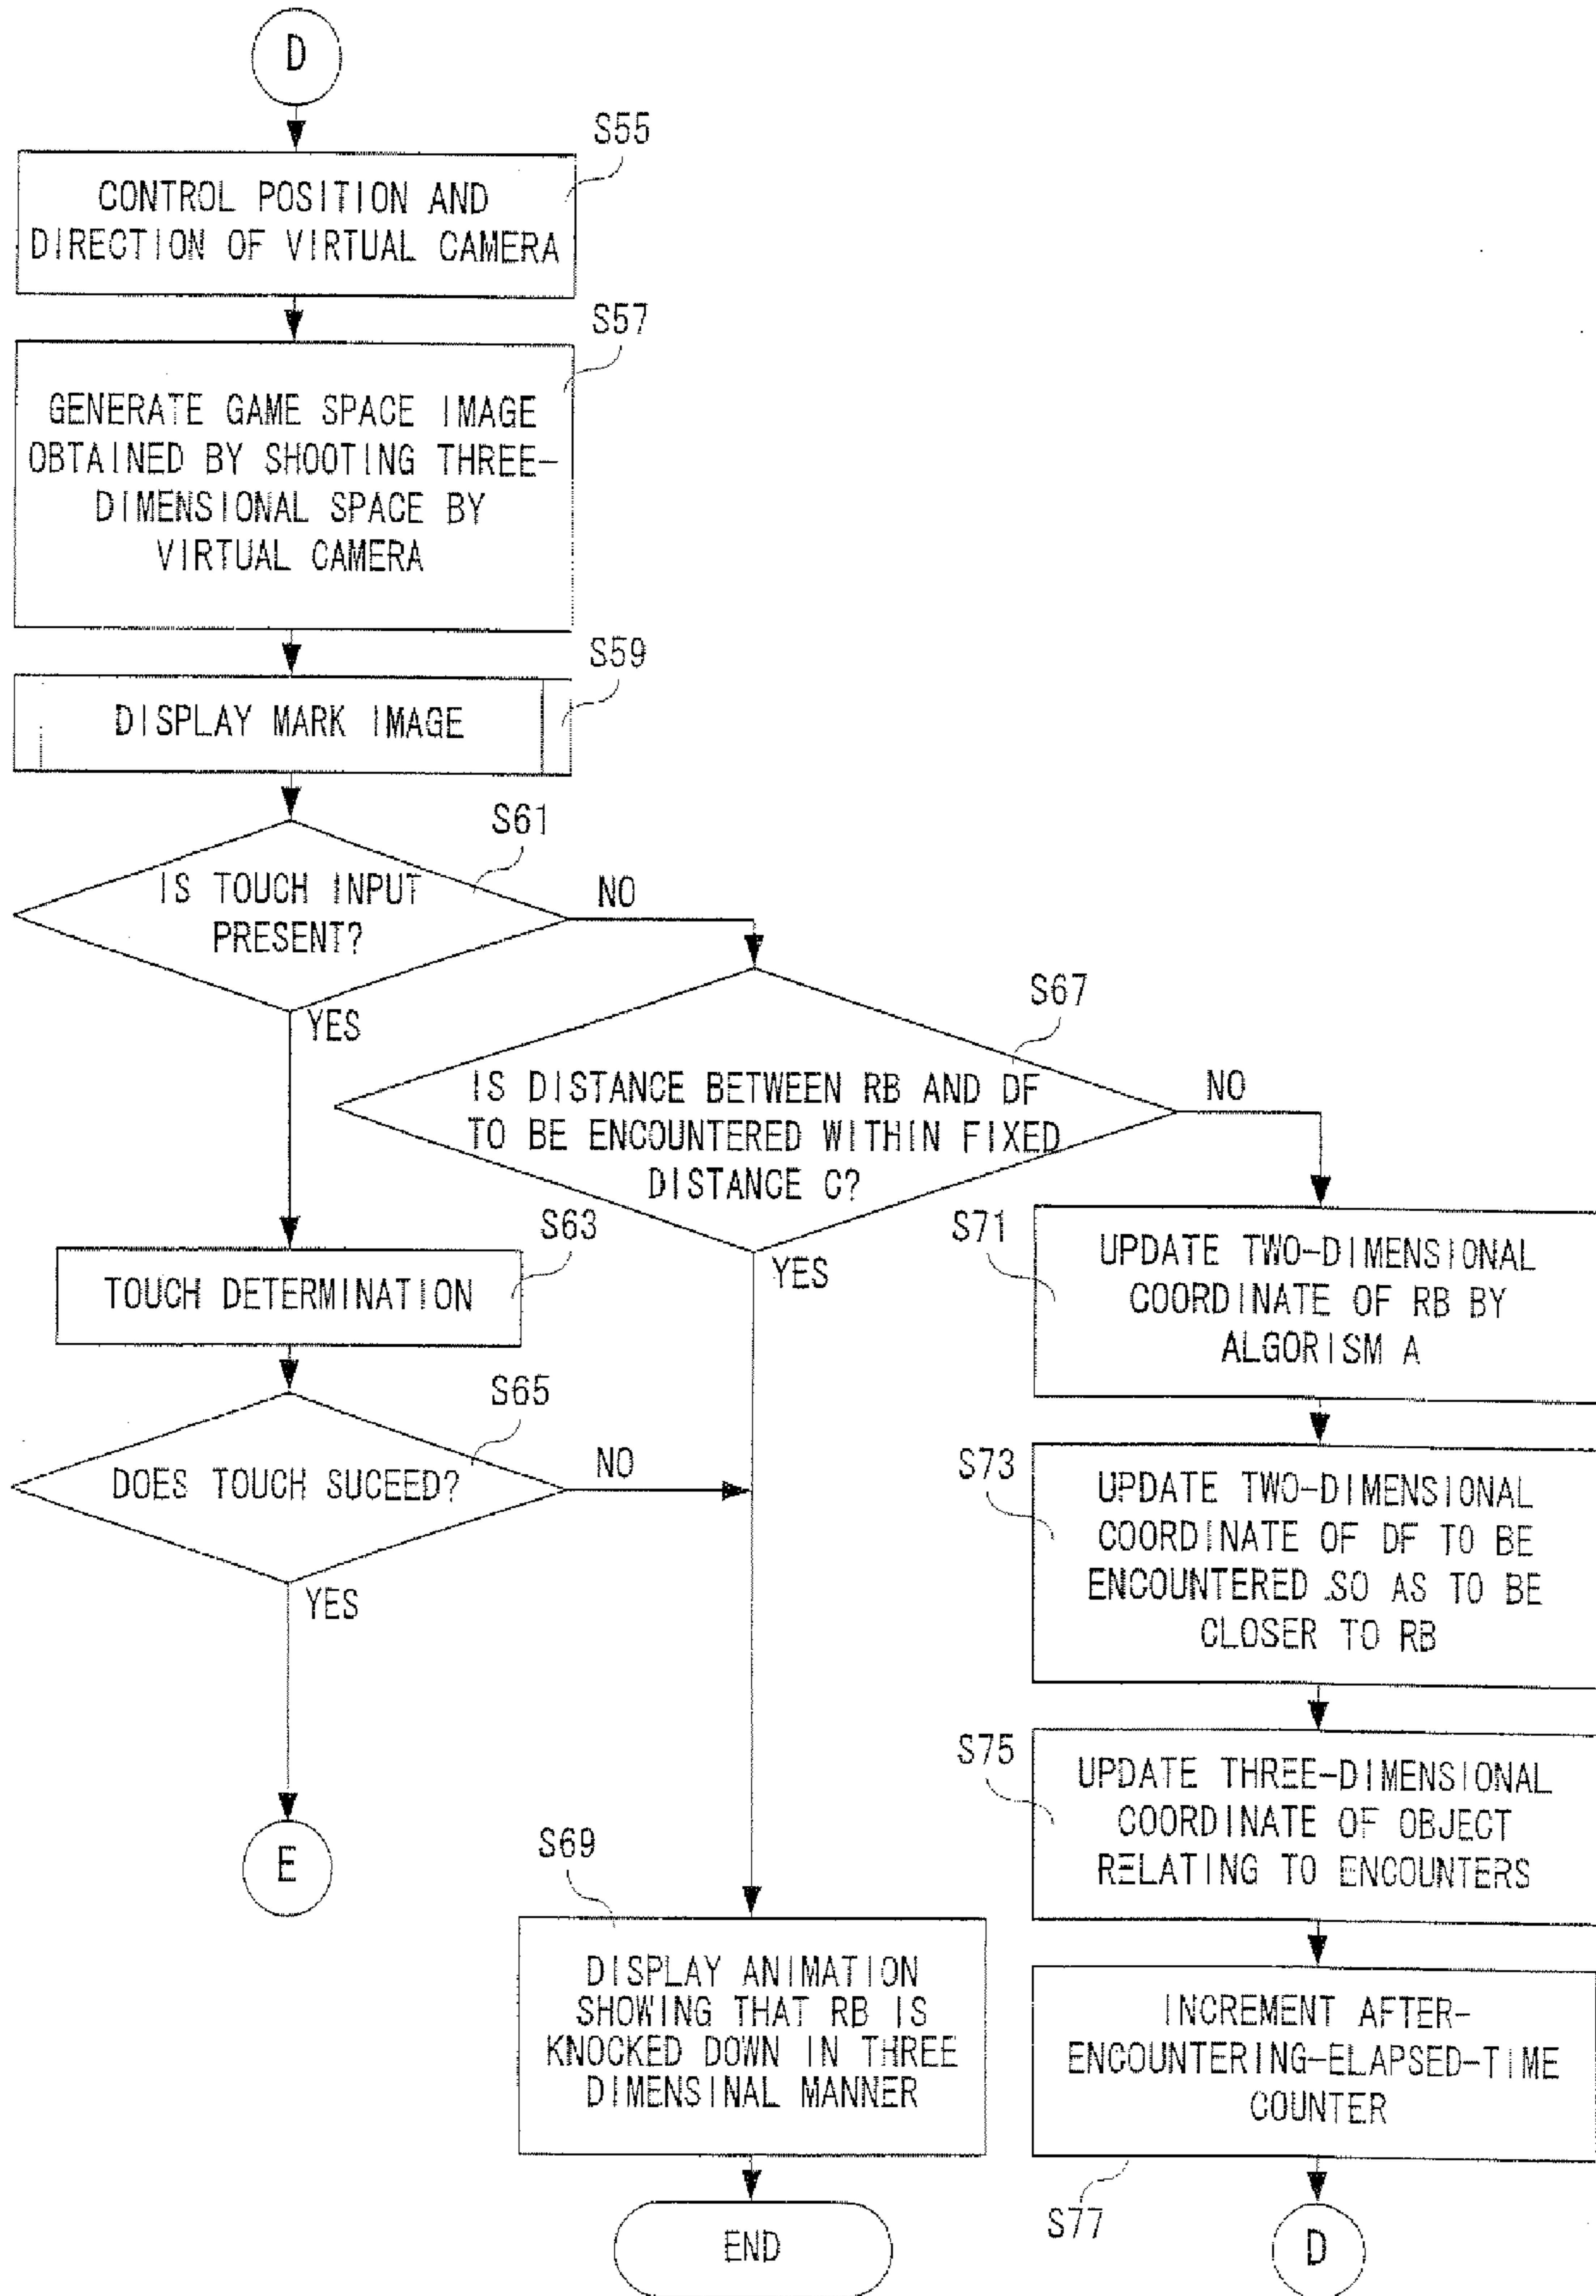 D
S55
CONTROL POSITION AND
DIRECTION OF VIRTUAL CAMERA
S57
GENERATE GAME SPACE IMAGE
OBTAINED BY SHOOTING THREE-
DIMENSIONAL SPACE BY
VIRTUAL CAMERA
S59
DISPLAY MARK IMAGE
S61
IS TOUCH INPUT
PRESENT?
NO
YES
S67
IS DISTANCE BETWEEN RB AND DF
TO BE ENCOUNTERED WITHIN FIXED
DISTANCE C?
NO
YES
S63
TOUCH DETERMINATION
S65
DOES TOUCH SUCEED?
NO
YES
E
S71
UPDATE TWO-DIMENSIONAL
COORDINATE OF RB BY
ALGORISM A
S73
UPDATE TWO-DIMENSIONAL
COORDINATE OF DF TO BE
ENCOUNTERED SO AS TO BE
CLOSER TO RB
S75
UPDATE THREE-DIMENSIONAL
COORDINATE OF OBJECT
RELATING TO ENCOUNTERS
S69
DISPLAY ANIMATION
SHOWING THAT RB IS
KNOCKED DOWN IN THREE
DIMENSINAL MANNER
END
INCREMENT AFTER-
ENCOUNTERING-ELAPSED-TIME
COUNTER
S77
D